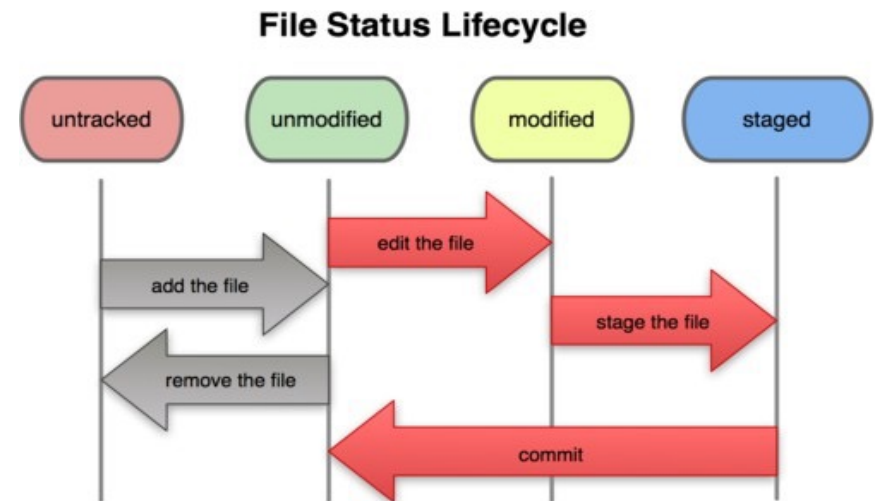 File Status Lifecycle
untracked
unmodified
modified
staged
edit the file
add the file
stage the file
remove the file
commit